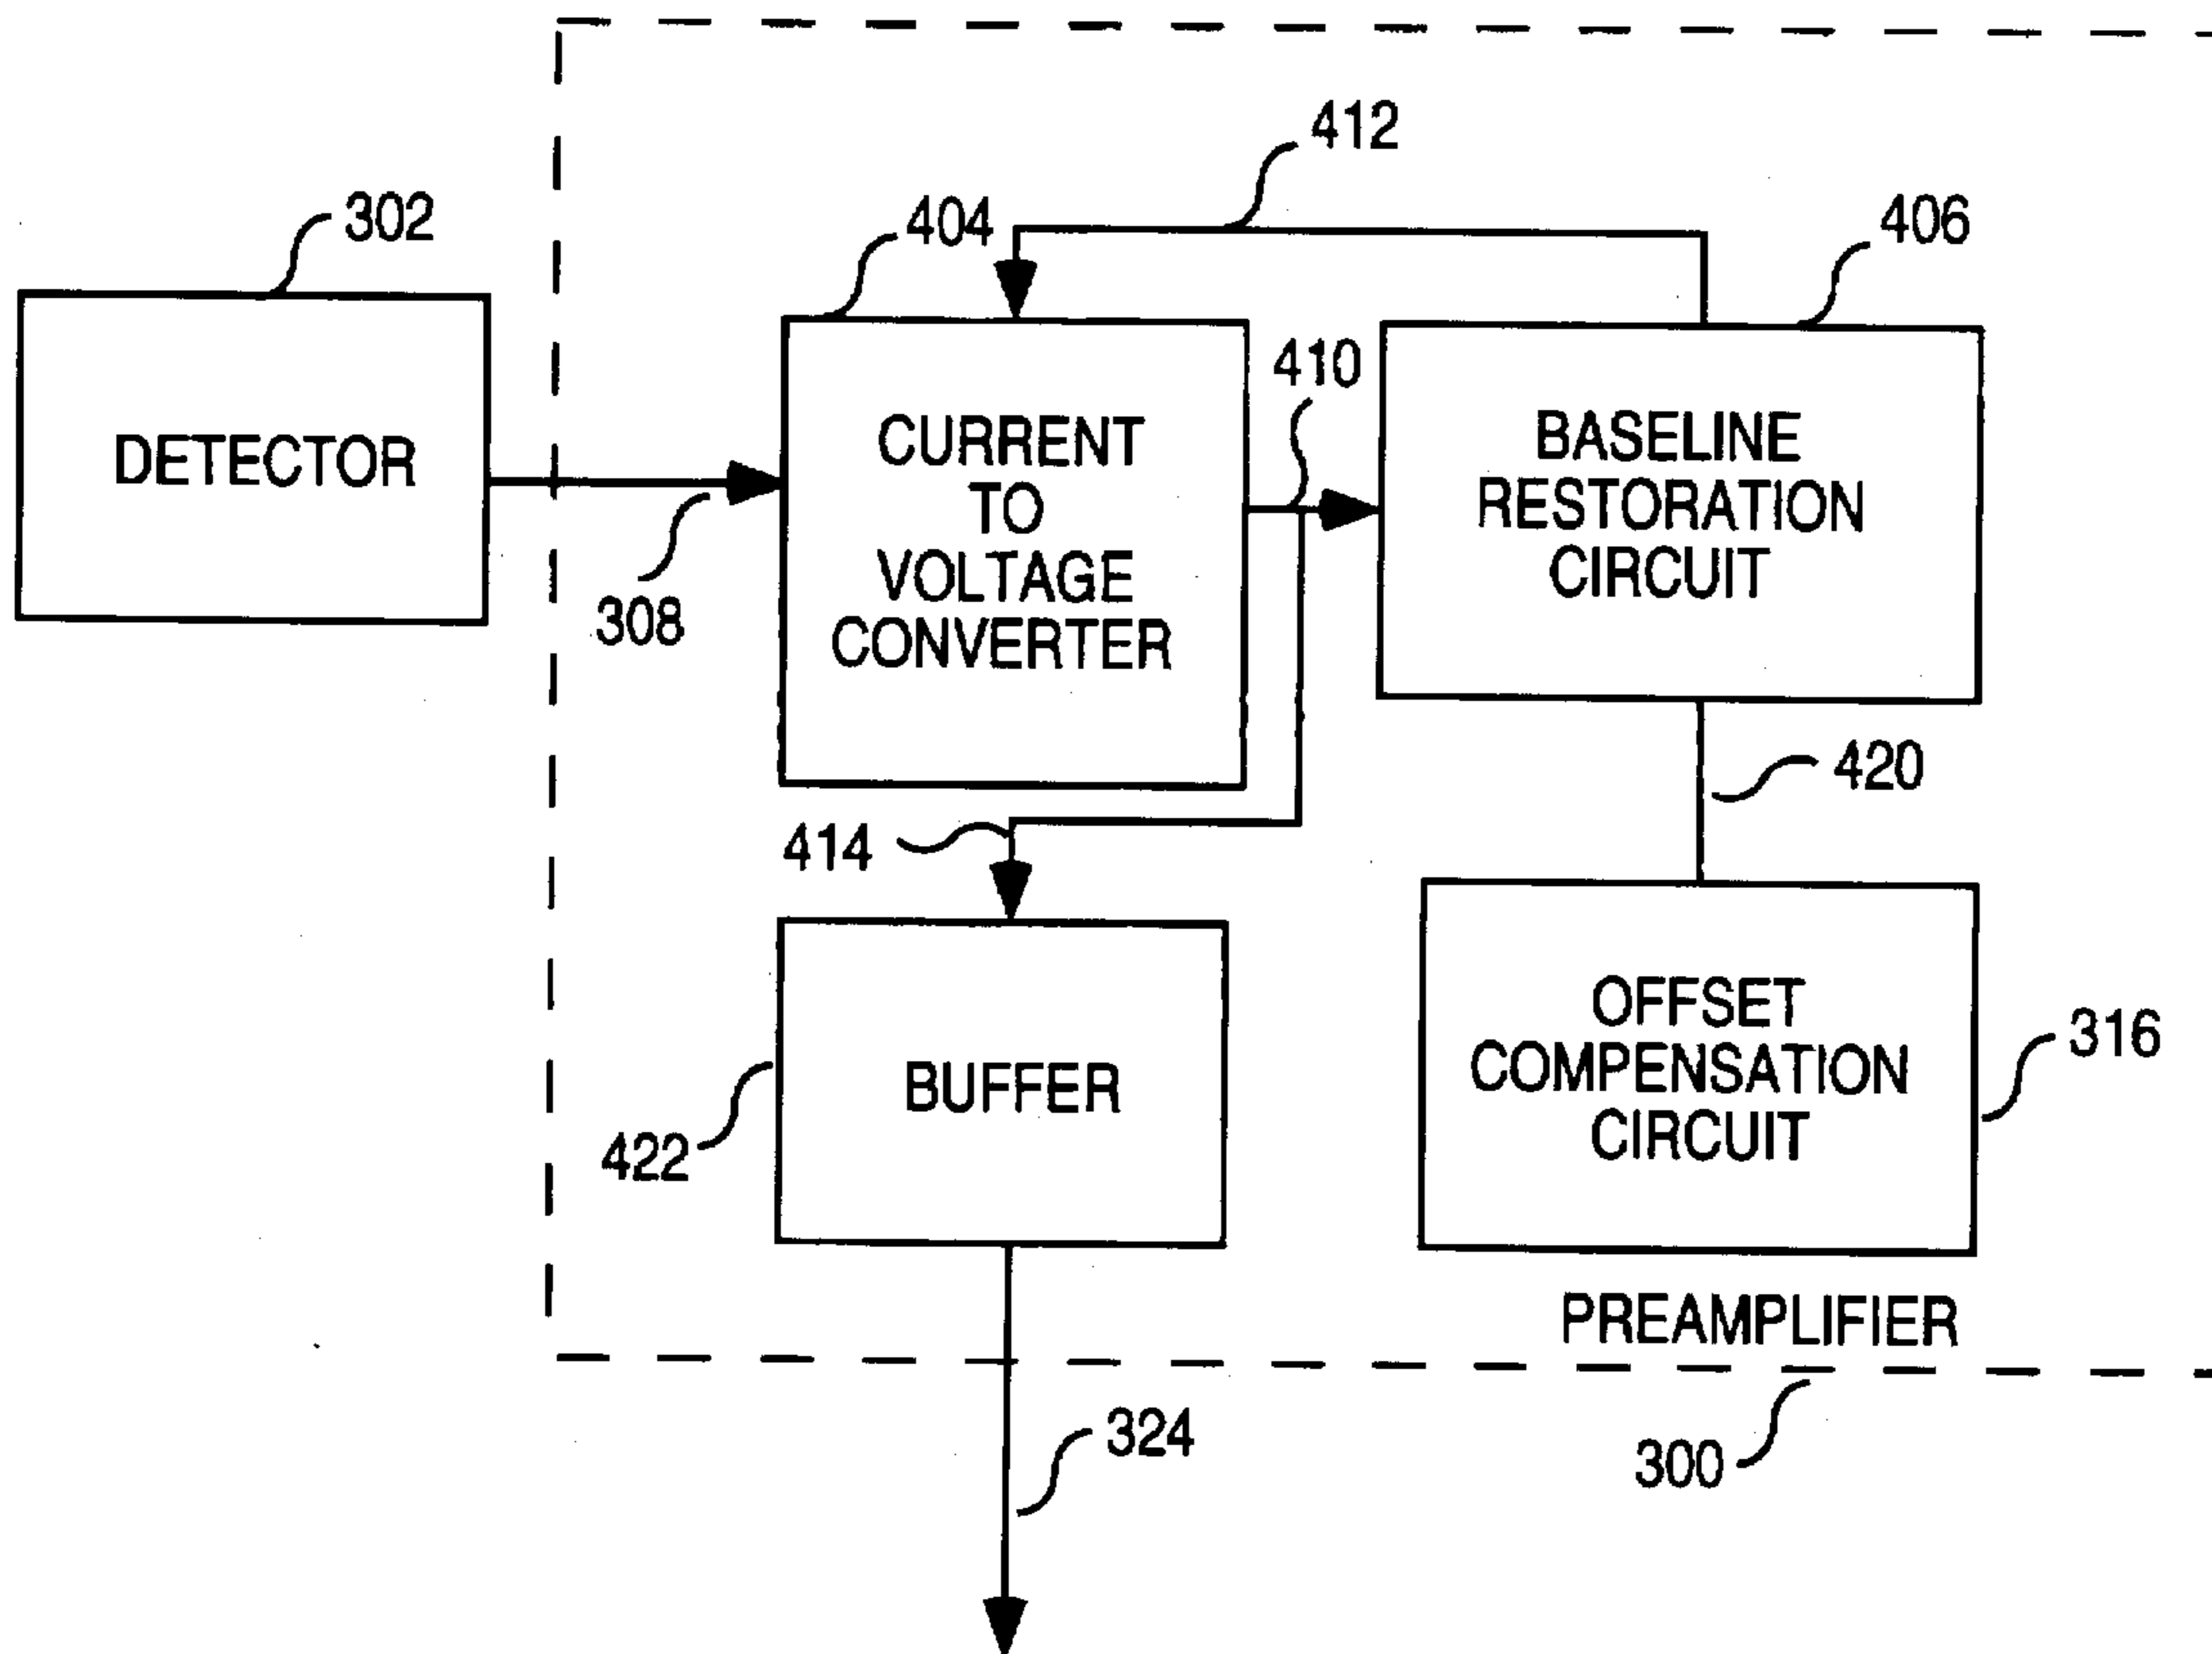 412
302
404
406
410
DETECTOR
CURRENT
TO
VOLTAGE
CONVERTER
BASELINE
RESTORATION
CIRCUIT
308
420
414
OFFSET
COMPENSATION
CIRCUIT
316
BUFFER
422
PREAMPLIFIER
324
300